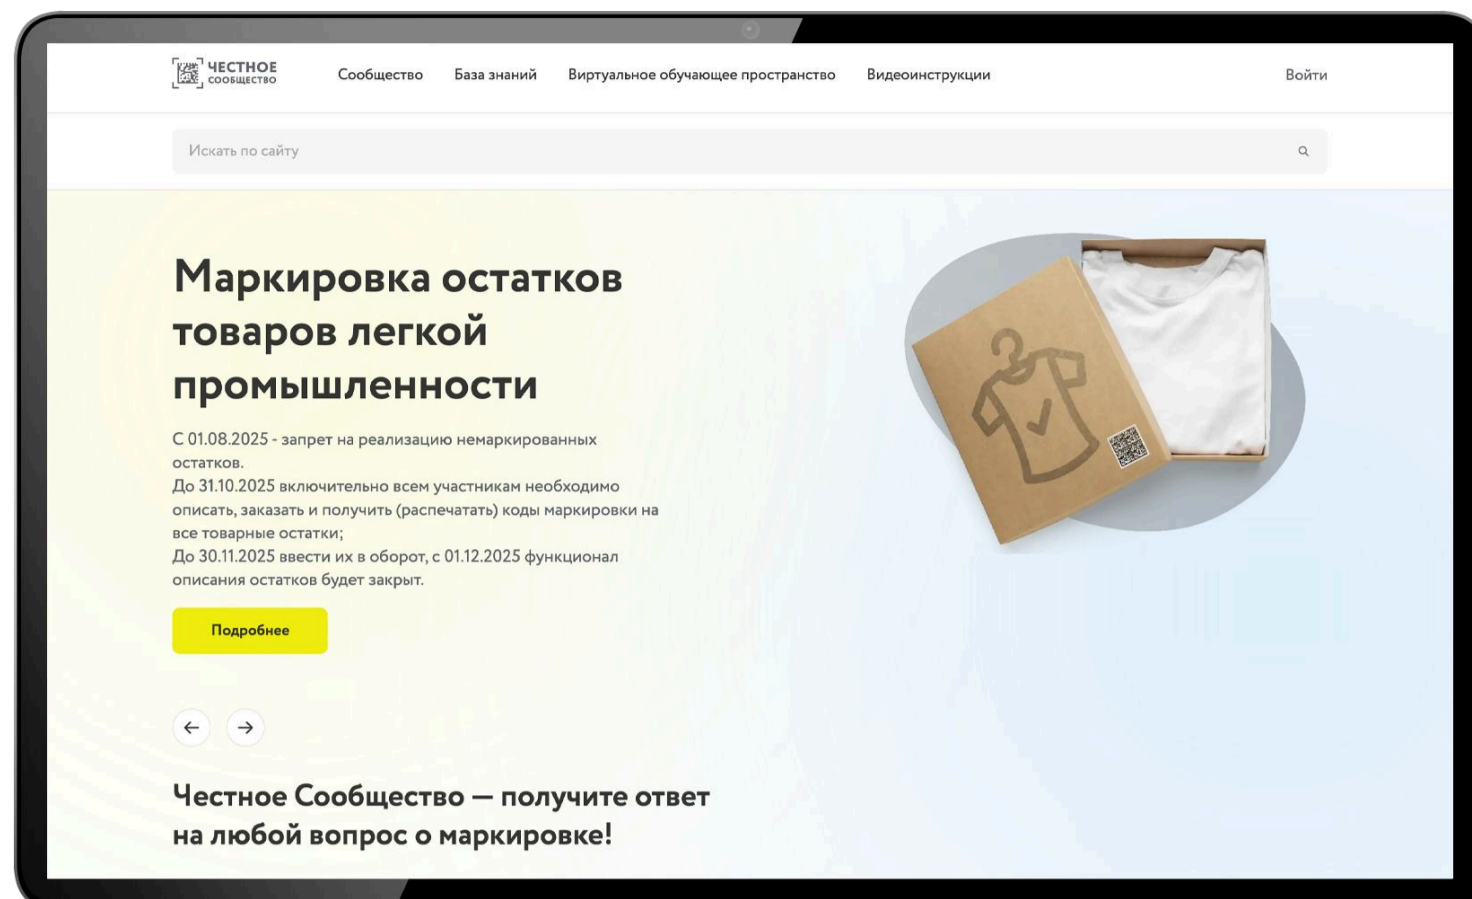 ЧЕСТНОЕ
СООБЩЕСТВО
Сообщество
База знаний
Виртуальное обучающее пространство
Видеоинструкции
Войти
Искать по сайту
Маркировка остатков
товаров легкой
промышленности
С 01.08.2025 - запрет на реализацию немаркированных
остатков.
До 31.10.2025 включительно всем участникам необходимо
описать, заказать и получить (распечатать) коды маркировки на
все товарные остатки;
До 30.11.2025 ввести их в оборот, с 01.12.2025 функционал
описания остатков будет закрыт.
Подробнее
Честное Сообщество — получите ответ
на любой вопрос о маркировке!